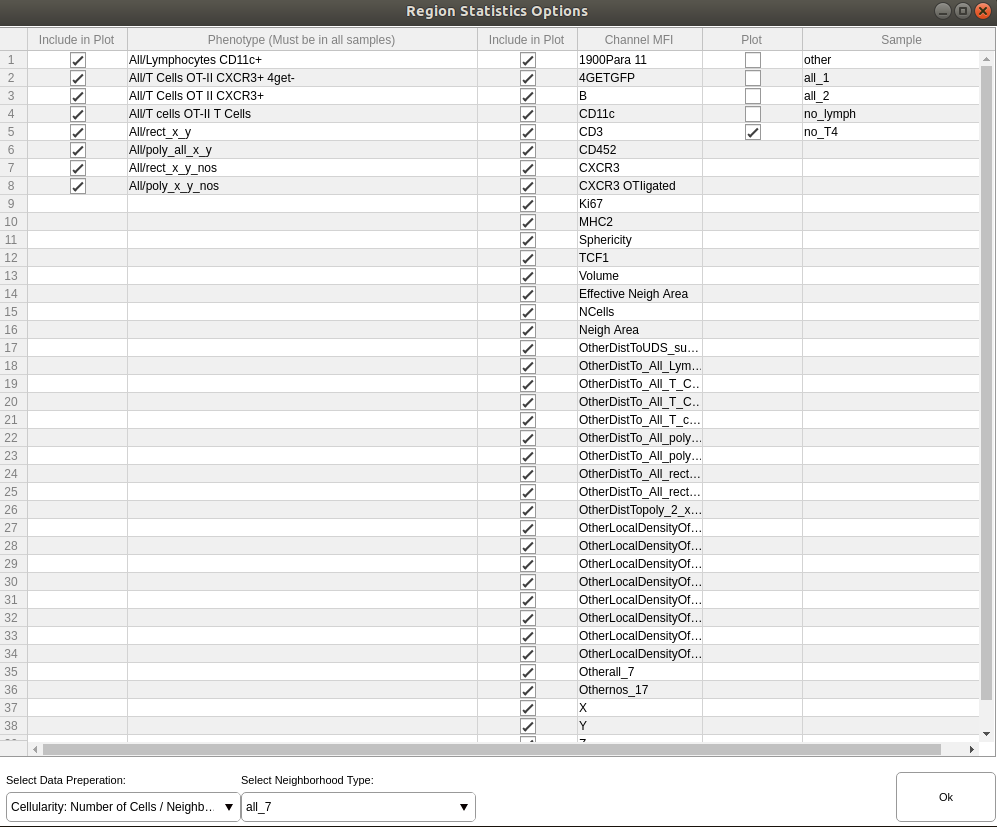 Region Statistics Options
Include in Plot Phenotype (Must be in all samples) Include in Plot Channel MFI Plot Sample
1 All/Lymphocytes CD11c+ 1900Para 11 other
2 All/T Cells OT-II CXCR3+ 4get- 4GETGFP all_1
3 All/T Cells OT II CXCR3+ B all_2
4 All/T cells OT-II T Cells CD11c no_lymph
5 All/rect_x_y CD3 no_T4
6 All/poly_all_x_y CD452
7 All/rect_x_y_nos CXCR3
8 All/poly_x_y_nos CXCR3 OTIigated
9 Ki67
10 MHC2
11 Sphericity
12 TCF1
13 Volume
14 Effective Neigh Area
15 NCells
16 Neigh Area
17 OtherDistToUDS_su...
18 OtherDistTo_All_Lym...
19 OtherDistTo_All_T_C...
20 OtherDistTo_All_T_C...
21 OtherDistTo_All_T_c...
22 OtherDistTo_All_poly...
23 OtherDistTo_All_poly...
24 OtherDistTo_All_rect...
25 OtherDistTo_All_rect...
26 OtherDistTopoly_2_x...
27 OtherLocalDensityOf...
28 OtherLocalDensityOf...
29 OtherLocalDensityOf...
30 OtherLocalDensityOf...
31 OtherLocalDensityOf...
32 OtherLocalDensityOf...
33 OtherLocalDensityOf...
34 OtherLocalDensityOf...
35 Otherall_7
36 Othernos_17
37 X
38 Y
Select Data Preperation: Select Neighborhood Type:
Cellularity: Number of Cells / Neighb... all_7 Ok